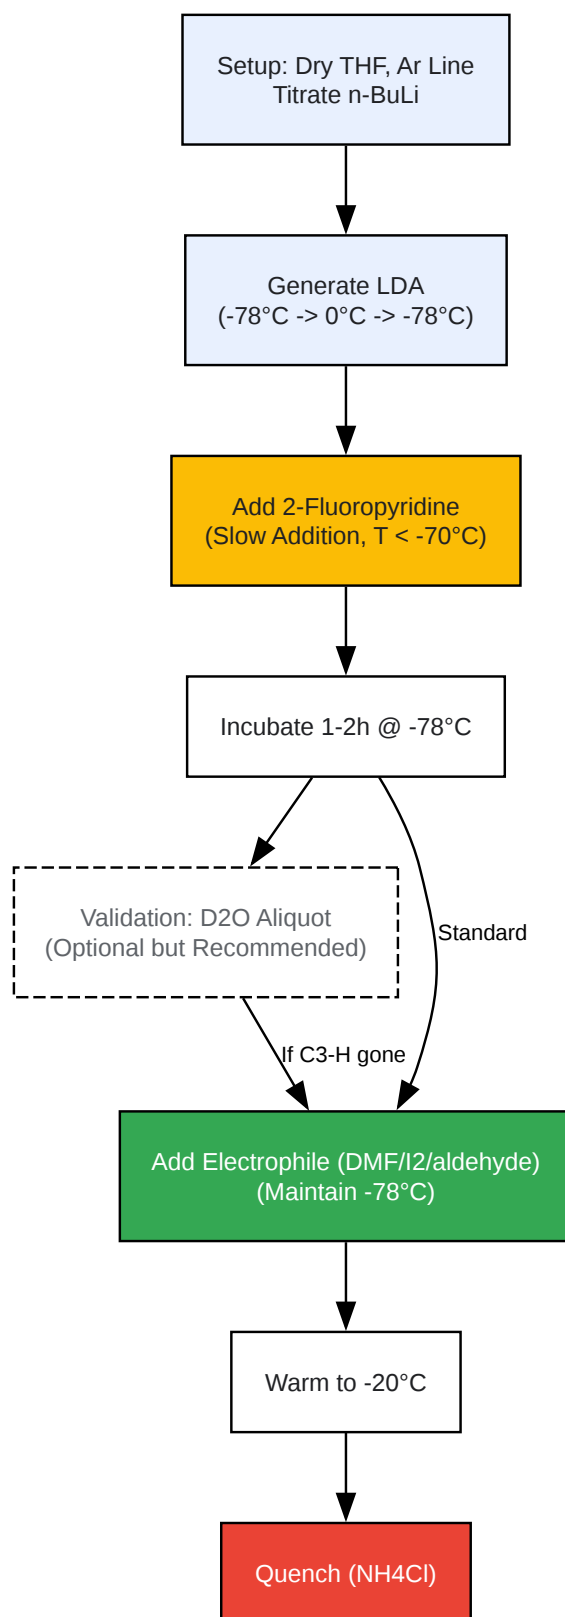 Setup: Dry THF, Ar Line
Titrate n-BuLi
Generate LDA
(-78°C -> 0°C -> -78°C)
Add 2-Fluoropyridine
(Slow Addition, T < -70°C)
Incubate 1-2h @ -78°C
Validation: D2O Aliquot
(Optional but Recommended)
Standard
If C3-H gone
Add Electrophile (DMF/I2/aldehyde)
(Maintain -78°C)
Warm to -20°C
Quench (NH4Cl)